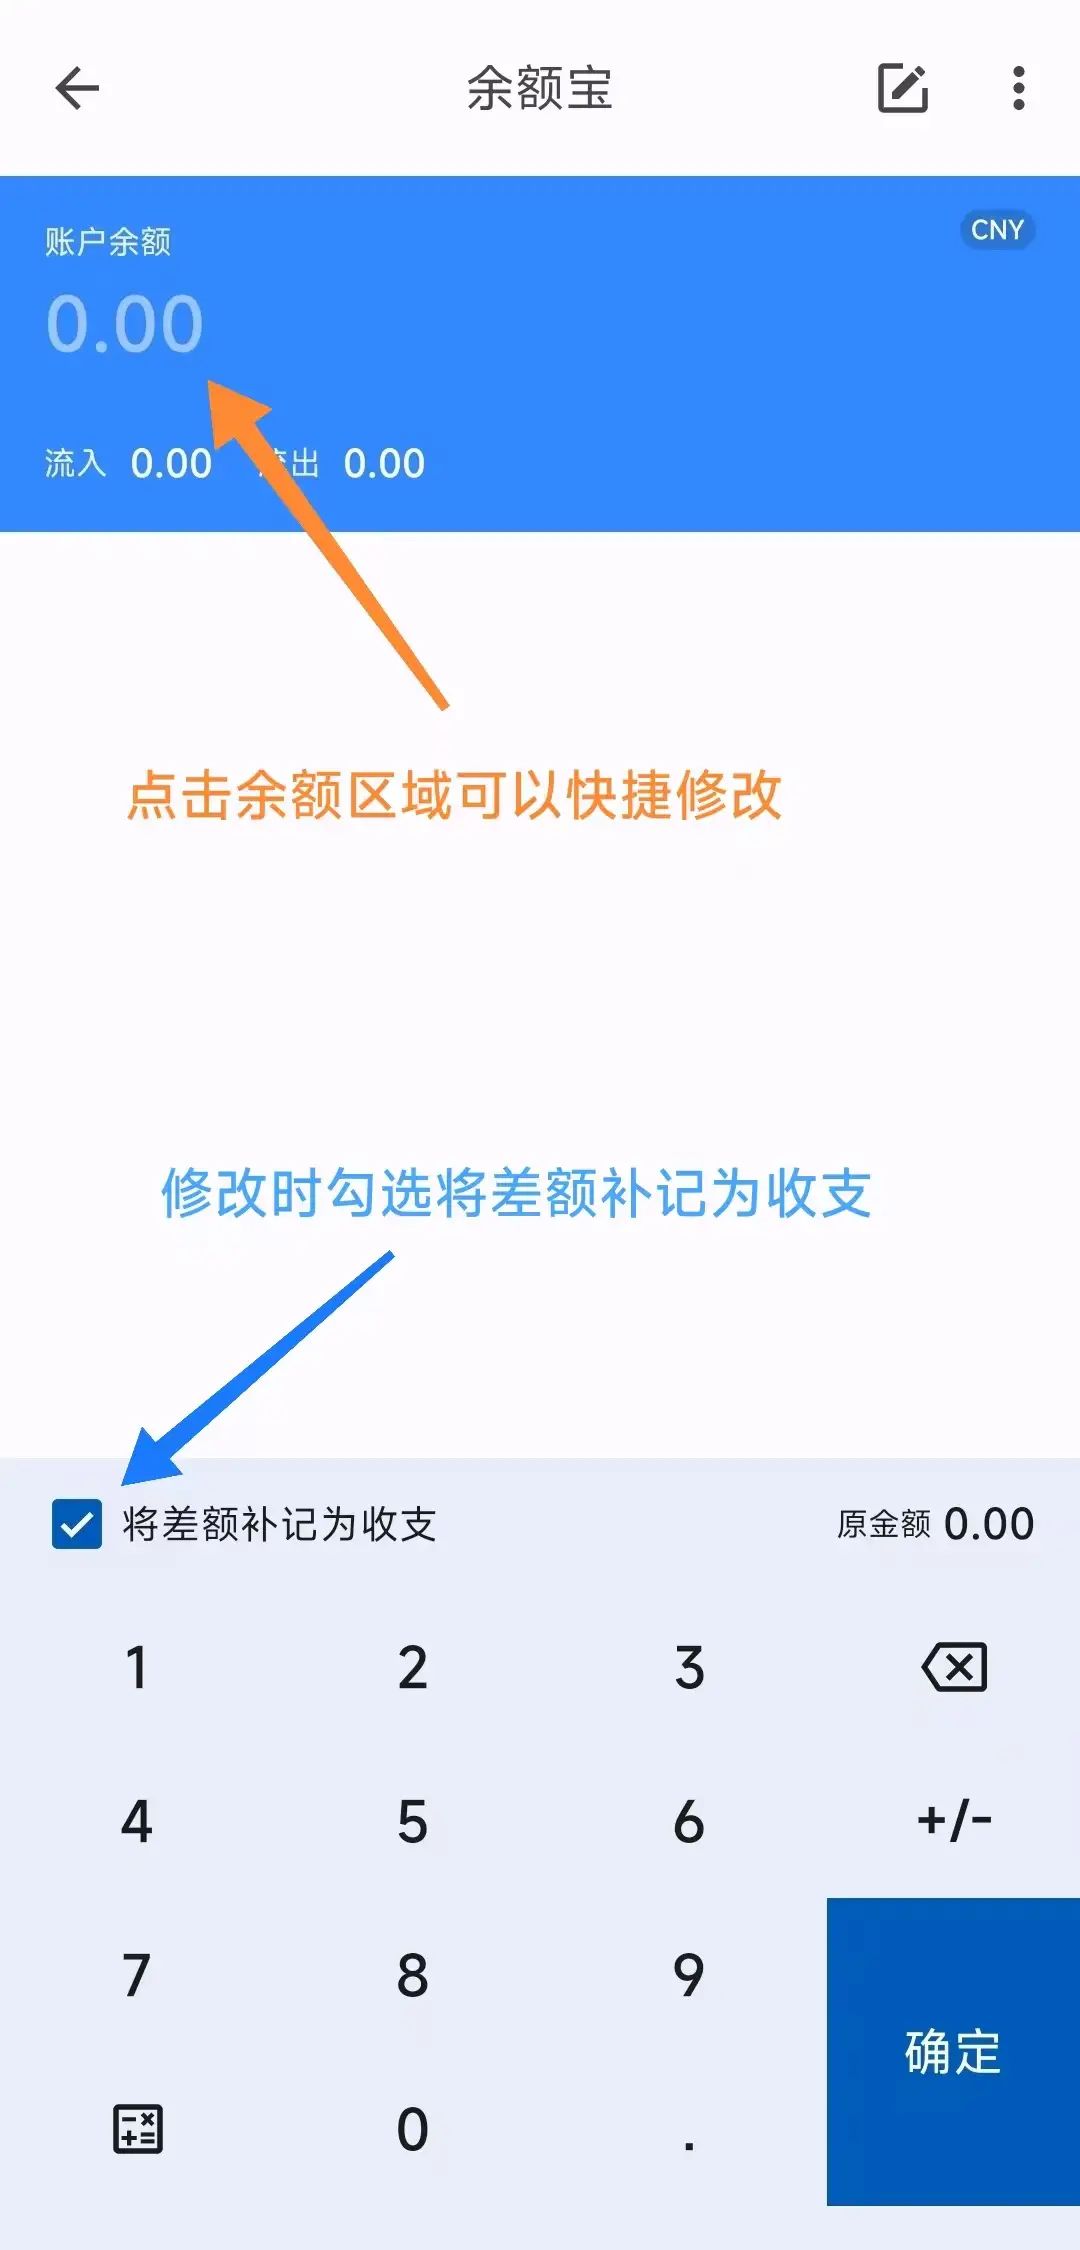 余额宝
账户余额
CNY
0.00
流入 0.00 流出 0.00
点击余额区域可以快捷修改
修改时勾选将差额补记为收支
将差额补记为收支 原金额 0.00
1 2 3
4 5 6 +/-
7 8 9
确定
0 .